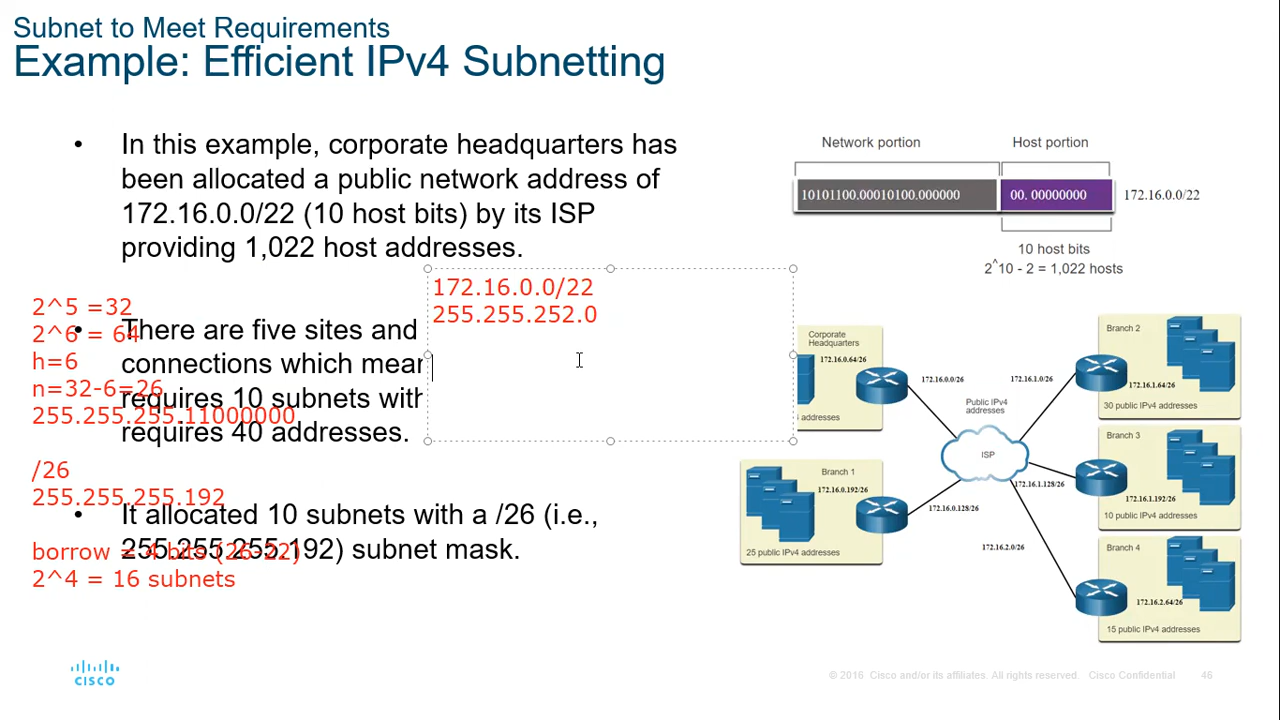 Subnet to Meet Requirements
Example: Efficient IPv4 Subnetting
• In this example, corporate headquarters has
been allocated a public network address of
172.16.0.0/22 (10 host bits) by its ISP
providing 1,022 host addresses.
• There are five sites and
connections which mean
requires 10 subnets with
requires 40 addresses.
• It allocated 10 subnets with a /26 (i.e.,
255.255.255.192) subnet mask.
2^5 =32
2^6 = 64
h=6
n=32-6=26
255.255.255.11000000
/26
255.255.255.192
borrow = 4 bits (26-22)
2^4 = 16 subnets
172.16.0.0/22
255.255.252.0
Network portion
Host portion
10101100.00010100.000000
00. 00000000
172.16.0.0/22
10 host bits
2^10 - 2 = 1,022 hosts
Corporate
Headquarters
172.16.0.64/26
addresses
172.16.0.0/26
172.16.1.0/26
Public IPv4
addresses
ISP
Branch 2
172.16.1.64/26
30 public IPv4 addresses
Branch 3
172.16.1.128/26
172.16.1.192/26
10 public IPv4 addresses
Branch 1
172.16.0.192/26
172.16.0.128/26
25 public IPv4 addresses
172.16.2.0/26
Branch 4
172.16.2.64/26
15 public IPv4 addresses
CISCO
© 2016 Cisco and/or its affiliates. All rights reserved. Cisco Confidential
46